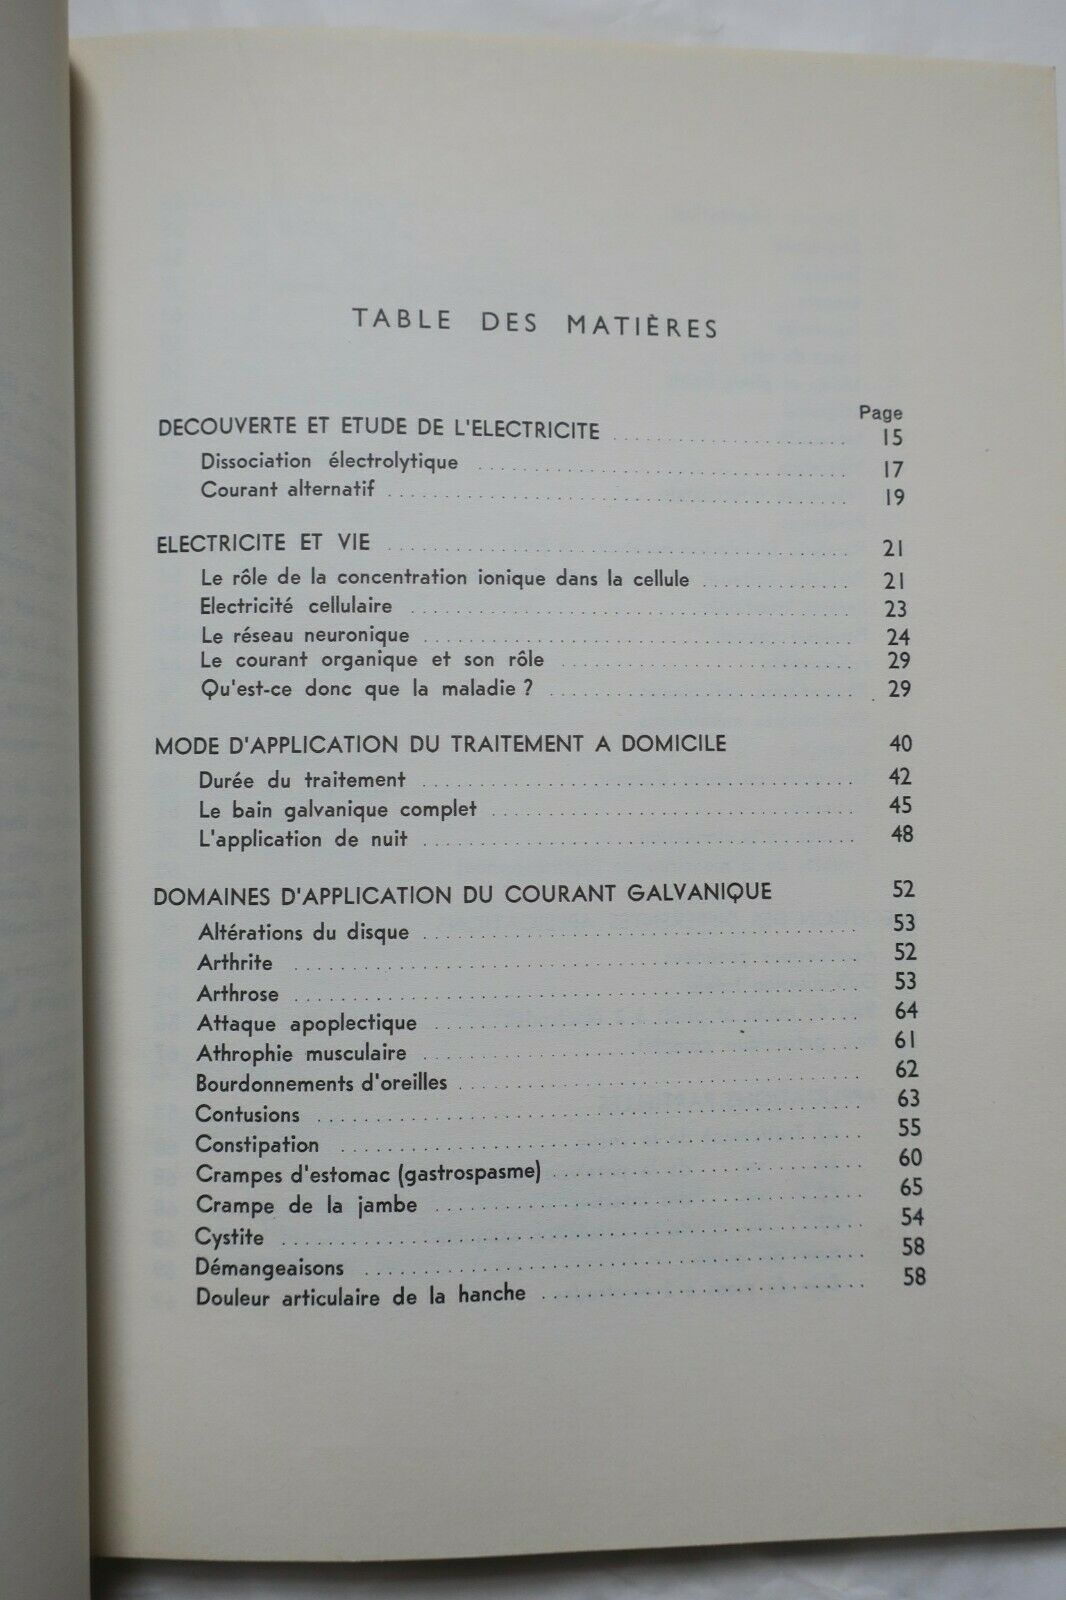 TABLE DES MATIÈRES
Page
DECOUVERTE ET ETUDE DE L'ELECTRICITE 15
Dissociation électrolytique 17
Courant alternatif 19
ELECTRICITE ET VIE 21
Le rôle de la concentration ionique dans la cellule 21
Electricité cellulaire 23
Le réseau neuronique 24
Le courant organique et son rôle 29
Qu'est-ce donc que la maladie ? 29
MODE D'APPLICATION DU TRAITEMENT A DOMICILE 40
Durée du traitement 42
Le bain galvanique complet 45
L'application de nuit 48
DOMAINES D'APPLICATION DU COURANT GALVANIQUE 52
Altérations du disque 53
Arthrite 52
Arthrose 53
Attaque apoplectique 64
Athrophie musculaire 61
Bourdonnements d'oreilles 62
Contusions 63
Constipation 55
Crampes d'estomac (gastrospasme) 60
Crampe de la jambe 65
Cystite 54
Démangeaisons 58
Douleur articulaire de la hanche 58